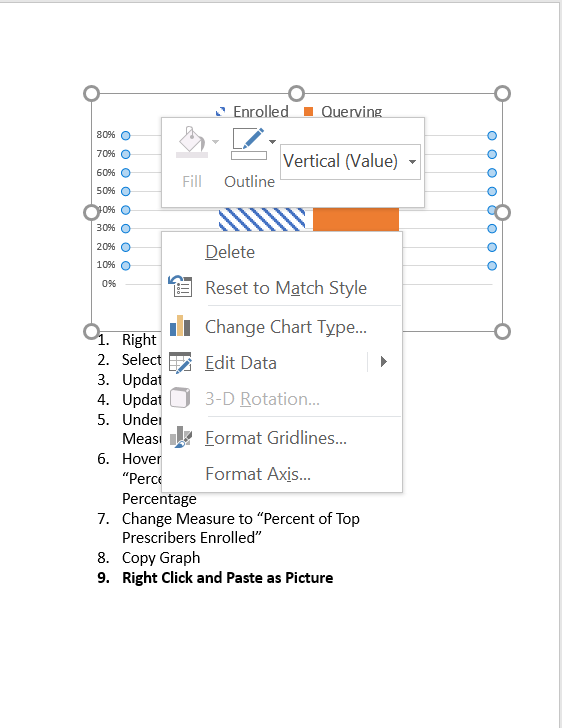 Enrolled Querying
Fill Outline Vertical (Value)
80%
70%
60%
50%
40%
30%
20%
10%
0%
Delete
Reset to Match Style
Change Chart Type...
Edit Data
3-D Rotation...
Format Gridlines...
Format Axis...
1. Right
2. Select
3. Updat
4. Updat
5. Under
Measu
6. Hover
“Perce
Percentage
7. Change Measure to “Percent of Top
Prescribers Enrolled”
8. Copy Graph
9. Right Click and Paste as Picture